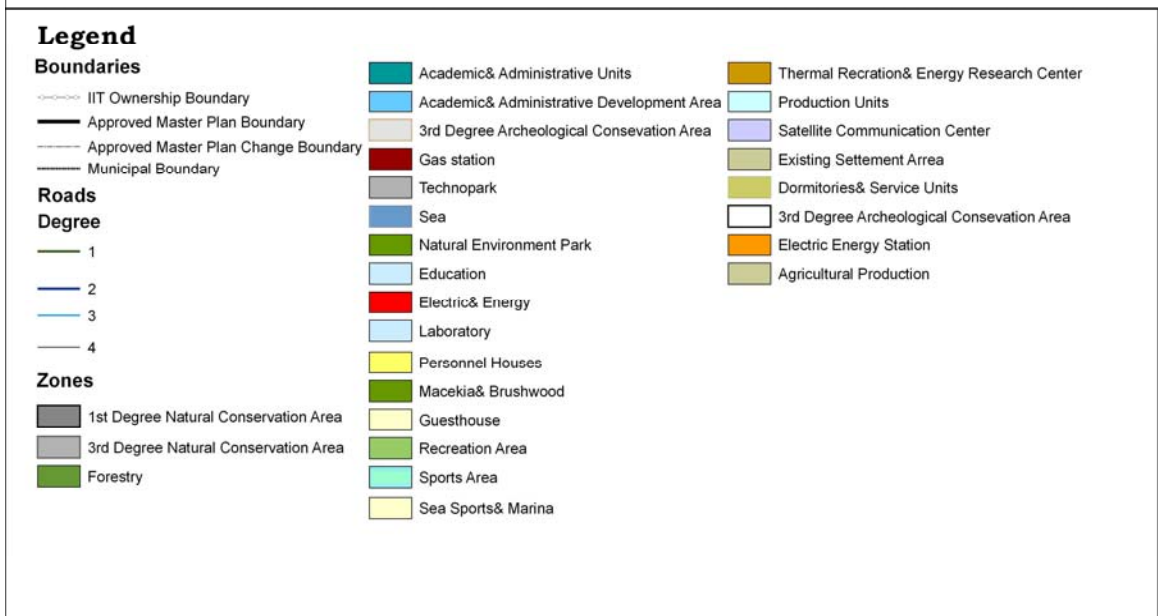 Legend
Boundaries
IIT Ownership Boundary
Approved Master Plan Boundary
Approved Master Plan Change Boundary
Municipal Boundary
Roads
Degree
1
2
3
4
Zones
1st Degree Natural Conservation Area
3rd Degree Natural Conservation Area
Forestry
Academic& Administrative Units
Academic& Administrative Development Area
3rd Degree Archeological Consevation Area
Gas station
Technopark
Sea
Natural Environment Park
Education
Electric& Energy
Laboratory
Personnel Houses
Macekia& Brushwood
Guesthouse
Recreation Area
Sports Area
Sea Sports& Marina
Thermal Recration& Energy Research Center
Production Units
Satellite Communication Center
Existing Settement Arrea
Dormitories& Service Units
3rd Degree Archeological Consevation Area
Electric Energy Station
Agricultural Production